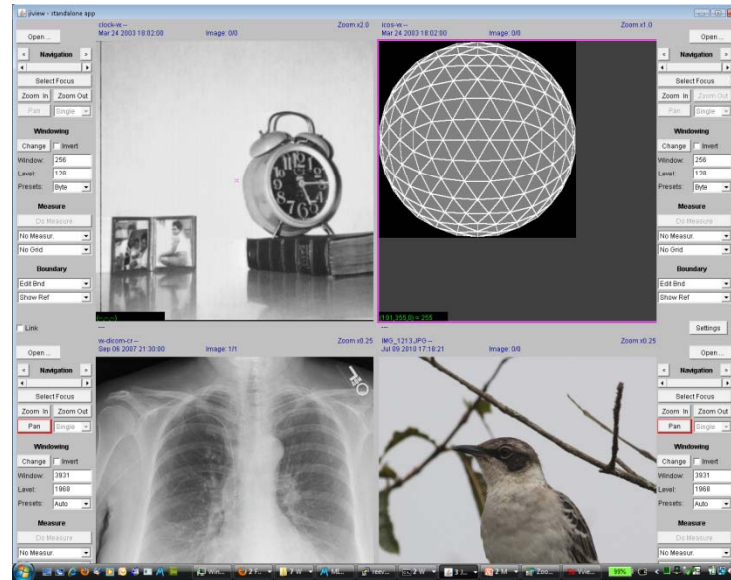 jiview - standalone app
clock-w --
Mar 24 2003 18:02:00 Image: 0/0 Zoom x2.0
icos-w --
Mar 24 2003 18:02:00 Image: 0/0 Zoom x1.0
Open ...
< Navigation >
Select Focus
Zoom In Zoom Out
Pan Single
Windowing
Change Invert
Window: 256
Level: 128
Presets: Byte
Measure
Do Measure
No Measur.
No Grid
Boundary
Edit Bnd
Show Ref
Link
Open ...
< Navigation >
Select Focus
Zoom In Zoom Out
Pan Single
Windowing
Change Invert
Window: 256
Level: 128
Presets: Byte
Measure
Do Measure
No Measur.
No Grid
Boundary
Edit Bnd
Show Ref
Settings
(-,-,-)
(191,355,0) = 255
---
---
w-dicom-cr --
Sep 06 2007 21:30:00 Image: 1/1 Zoom x0.25
IMG_1213.JPG --
Jul 09 2010 17:18:21 Image: 0/0 Zoom x0.25
Open ...
< Navigation >
Select Focus
Zoom In Zoom Out
Pan Single
Windowing
Change Invert
Window: 3931
Level: 1968
Presets: Auto
Measure
Do Measure
No Measur.
Open ...
< Navigation >
Select Focus
Zoom In Zoom Out
Pan Single
Windowing
Change Invert
Window: 3931
Level: 1968
Presets: Auto
Measure
Do Measure
No Measur.
99%